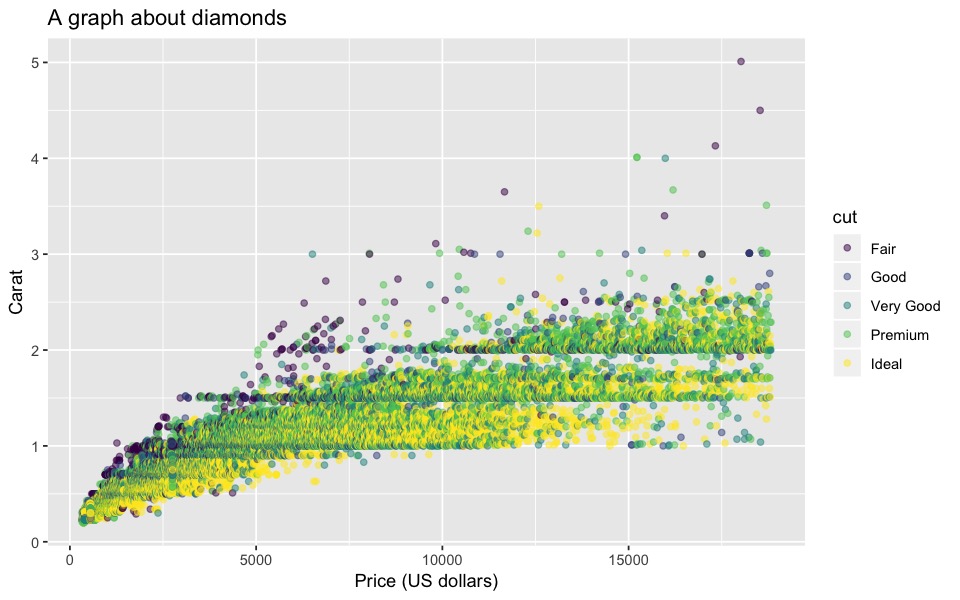 A graph about diamonds
5
4
3
2
1
0
Carat
0 5000 10000 15000
Price (US dollars)
cut
Fair
Good
Very Good
Premium
Ideal